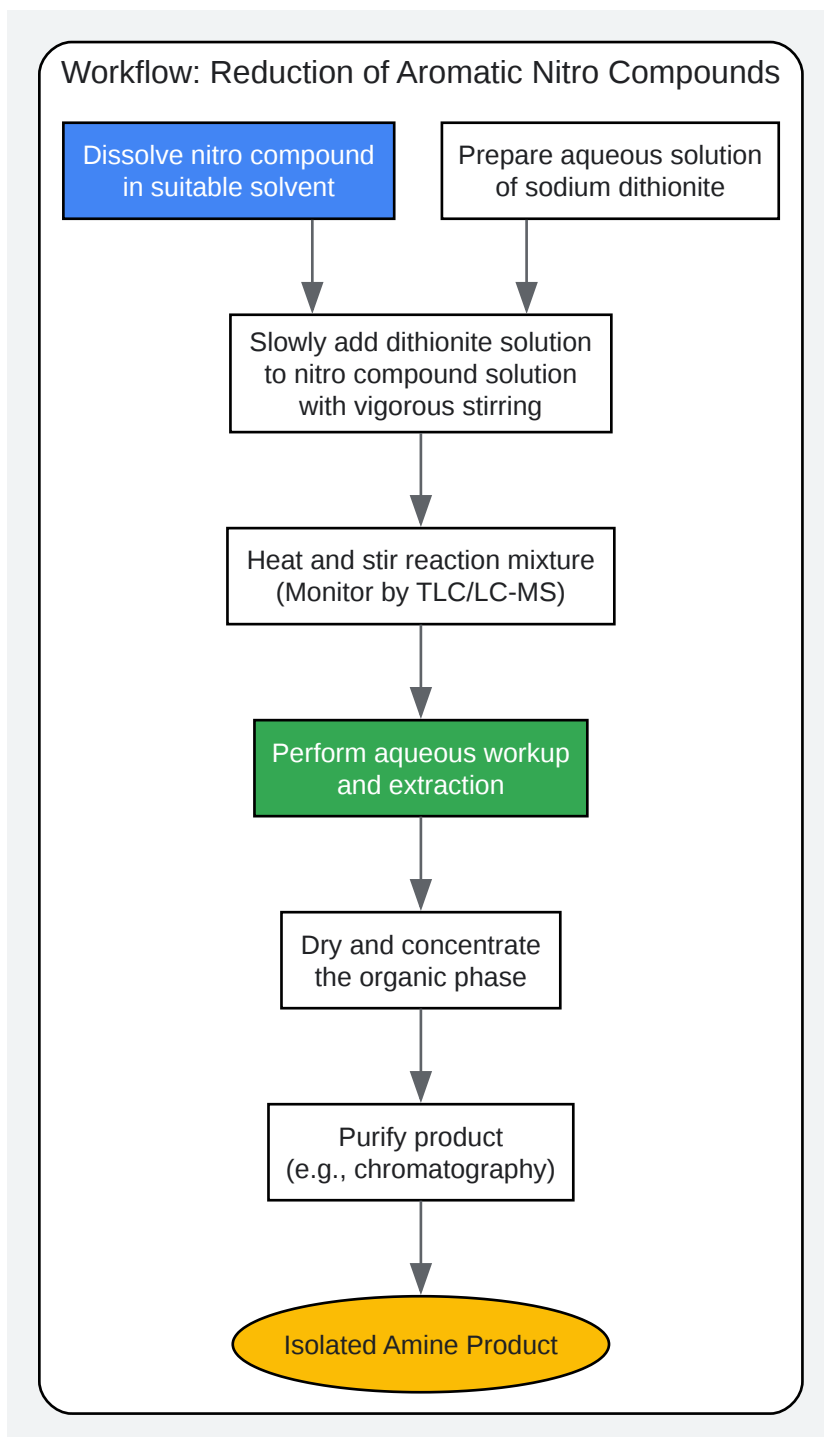 Workflow: Reduction of Aromatic Nitro Compounds
Dissolve nitro compound
in suitable solvent
Prepare aqueous solution
of sodium dithionite
Slowly add dithionite solution
to nitro compound solution
with vigorous stirring
Heat and stir reaction mixture
(Monitor by TLC/LC-MS)
Perform aqueous workup
and extraction
Dry and concentrate
the organic phase
Purify product
(e.g., chromatography)
Isolated Amine Product